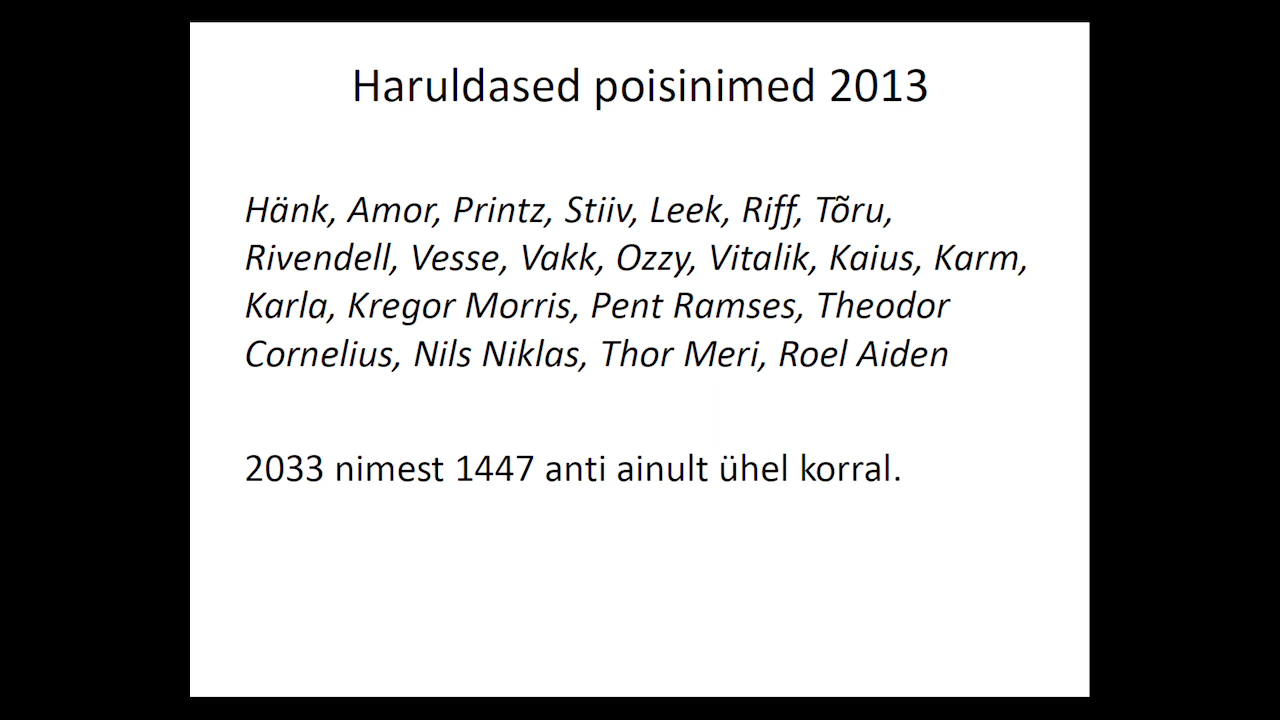 Haruldased poisinimed 2013
Hänk, Amor, Printz, Stiiv, Leek, Riff, Tõru,
Rivendell, Vesse, Vakk, Ozzy, Vitalik, Kaius, Karm,
Karla, Kregor Morris, Pent Ramses, Theodor
Cornelius, Nils Niklas, Thor Meri, Roel Aiden
2033 nimest 1447 anti ainult ühel korral.